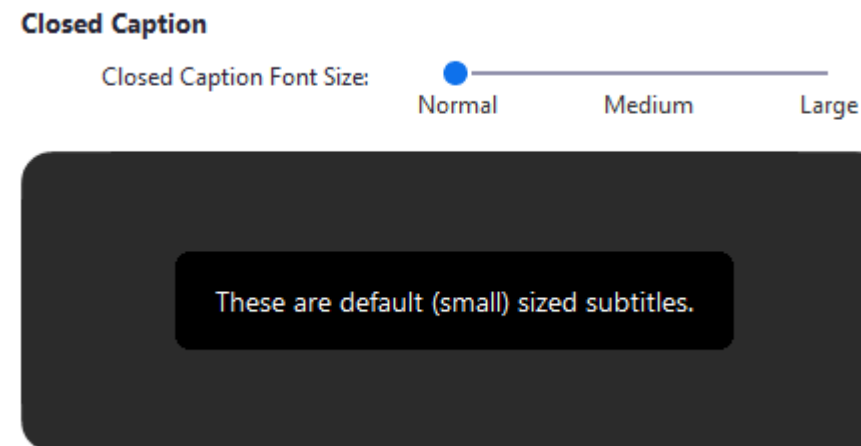 Closed Caption
Closed Caption Font Size:
Normal Medium Large
These are default (small) sized subtitles.